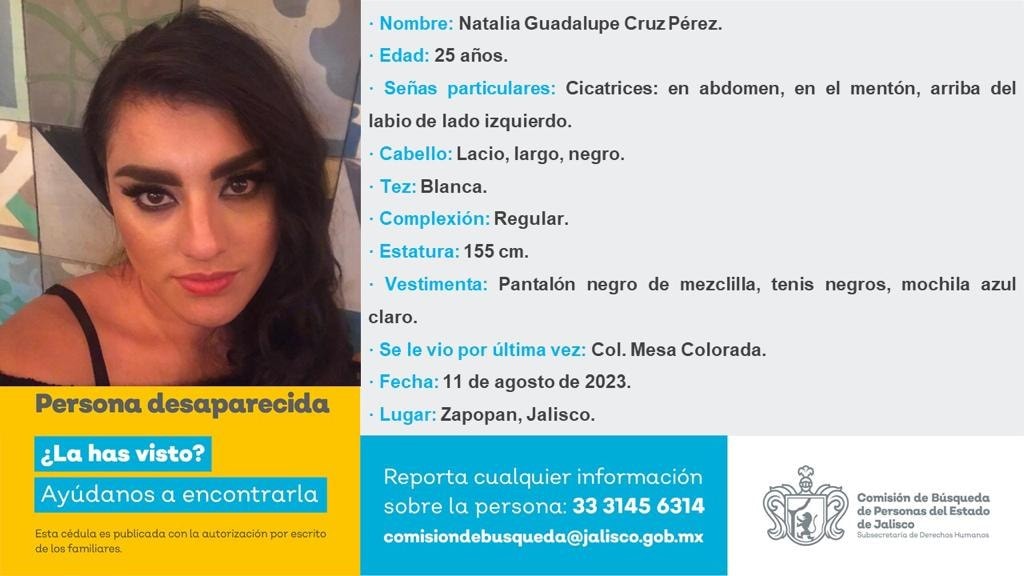 · Nombre: Natalia Guadalupe Cruz Pérez.
· Edad: 25 años.
· Señas particulares: Cicatrices: en abdomen, en el mentón, arriba del
labio de lado izquierdo.
· Cabello: Lacio, largo, negro.
· Tez: Blanca.
· Complexión: Regular.
· Estatura: 155 cm.
· Vestimenta: Pantalón negro de mezclilla, tenis negros, mochila azul
claro.
· Se le vio por última vez: Col. Mesa Colorada.
· Fecha: 11 de agosto de 2023.
· Lugar: Zapopan, Jalisco.
Persona desaparecida
¿La has visto?
Ayúdanos a encontrarla
Esta cédula es publicada con la autorización por escrito
de los familiares.
Reporta cualquier información
sobre la persona: 33 3145 6314
comisiondebusqueda@jalisco.gob.mx
Comisión de Búsqueda
de Personas del Estado
de Jalisco
Subsecretaría de Derechos Humanos